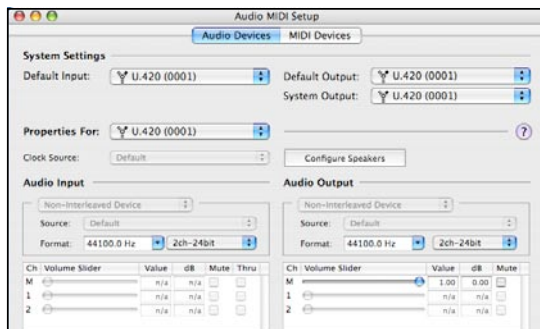 Audio MIDI Setup
Audio Devices MIDI Devices
System Settings
Default Input: U.420 (0001) Default Output: U.420 (0001)
System Output: U.420 (0001)
Properties For: U.420 (0001) ?
Clock Source: Default Configure Speakers
Audio Input Audio Output
Non-Interleaved Device Non-Interleaved Device
Source: Default Source: Default
Format: 44100.0 Hz 2ch-24bit Format: 44100.0 Hz 2ch-24bit
Ch Volume Slider Value dB Mute Thru Ch Volume Slider Value dB Mute
M n/a n/a M 1.00 0.00
1 n/a n/a 1 n/a n/a
2 n/a n/a 2 n/a n/a